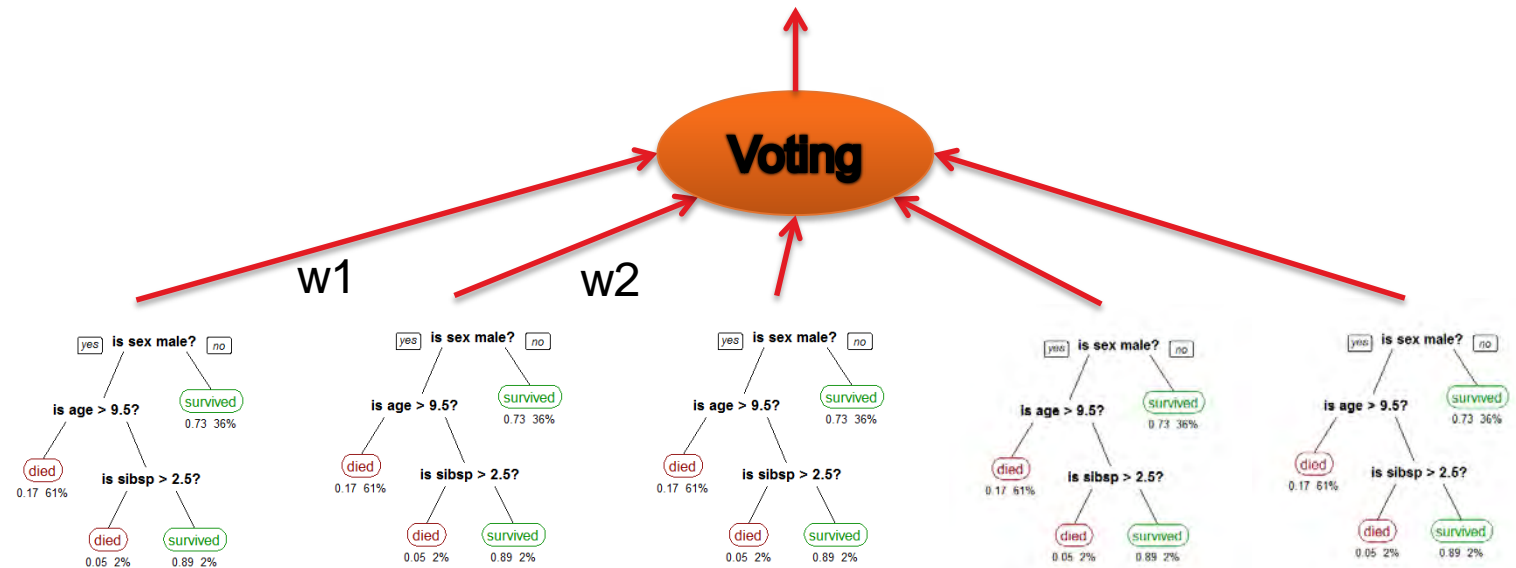 Voting
w1
w2
yes is sex male? no
survived
0.73 36%
is age > 9.5?
died
0.17 61%
is sibsp > 2.5?
died
0.05 2%
survived
0.89 2%
yes is sex male? no
survived
0.73 36%
is age > 9.5?
died
0.17 61%
is sibsp > 2.5?
died
0.05 2%
survived
0.89 2%
yes is sex male? no
survived
0.73 36%
is age > 9.5?
died
0.17 61%
is sibsp > 2.5?
died
0.05 2%
survived
0.89 2%
yes is sex male? no
survived
0.73 36%
is age > 9.5?
died
0.17 61%
is sibsp > 2.5?
died
0.05 2%
survived
0.89 2%
yes is sex male? no
survived
0.73 36%
is age > 9.5?
died
0.17 61%
is sibsp > 2.5?
died
0.05 2%
survived
0.89 2%